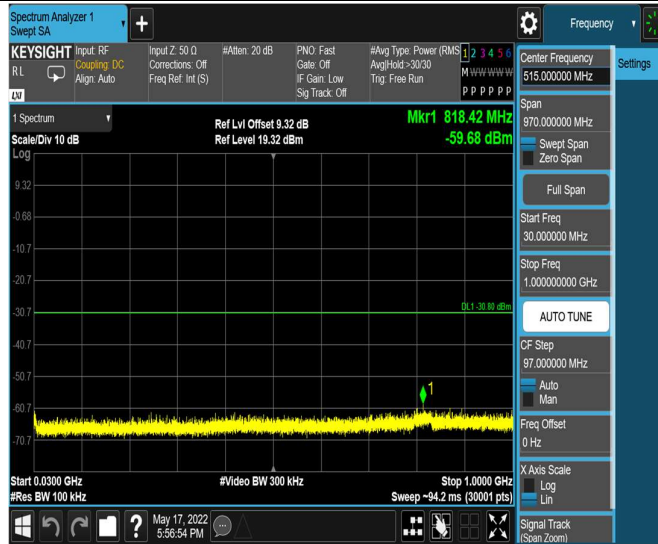 Spectrum Analyzer 1
Swept SA
Frequency
KEYSIGHT
RL
LXI
Input: RF
Coupling: DC
Align: Auto
Input Z: 50 Ω
Corrections: Off
Freq Ref: Int (S)
#Atten: 20 dB
PNO: Fast
Gate: Off
IF Gain: Low
Sig Track: Off
#Avg Type: Power (RMS
Avg|Hold:>30/30
Trig: Free Run
1 2 3 4 5 6
M W W W W W
P P P P P P
Center Frequency
515.000000 MHz
Settings
Span
970.000000 MHz
Swept Span
Zero Span
Full Span
Start Freq
30.000000 MHz
Stop Freq
1.000000000 GHz
AUTO TUNE
CF Step
97.000000 MHz
Auto
Man
Freq Offset
0 Hz
X Axis Scale
Log
Lin
Signal Track
(Span Zoom)
1 Spectrum
Scale/Div 10 dB
Log
Ref Lvl Offset 9.32 dB
Ref Level 19.32 dBm
Mkr1 818.42 MHz
-59.68 dBm
9.32
-0.68
-10.7
-20.7
-30.7
DL1 -30.80 dBm
-40.7
-50.7
1
-60.7
-70.7
Start 0.0300 GHz
#Res BW 100 kHz
#Video BW 300 kHz
Stop 1.0000 GHz
Sweep ~94.2 ms (30001 pts)
?
May 17, 2022
5:56:54 PM